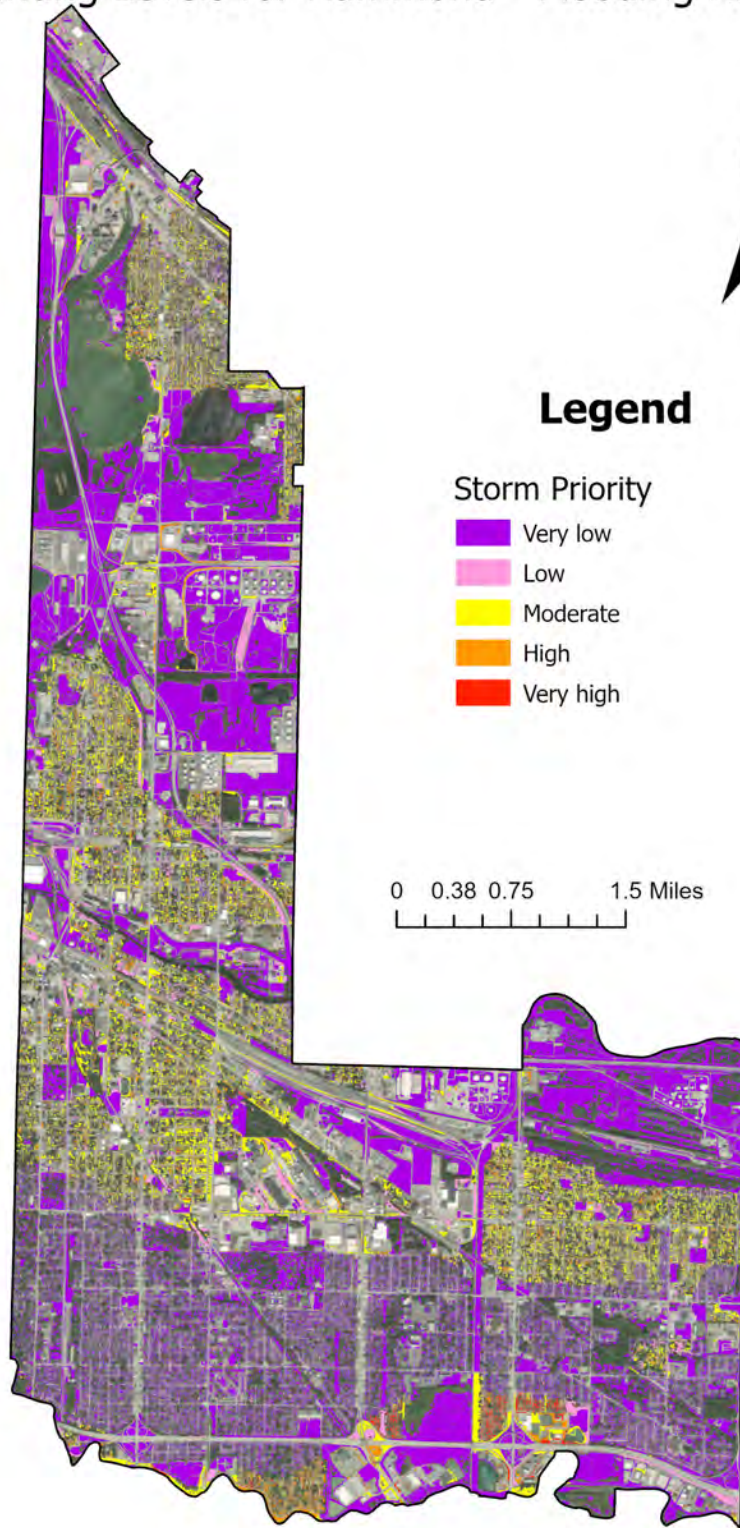 Legend
Storm Priority
Very low
Low
Moderate
High
Very high
0 0.38 0.75 1.5 Miles